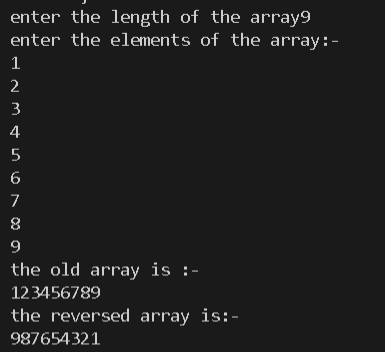 enter the length of the array9
enter the elements of the array:-
1
2
3
4
5
6
7
8
9
the old array is :-
123456789
the reversed array is:-
987654321